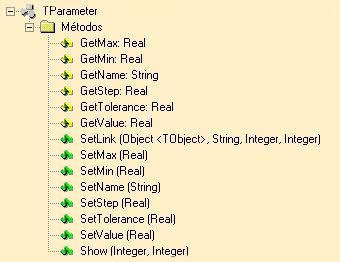 TParameter
Métodos
GetMax: Real
GetMin: Real
GetName: String
GetStep: Real
GetTolerance: Real
GetValue: Real
SetLink (Object <TObject>, String, Integer, Integer)
SetMax (Real)
SetMin (Real)
SetName (String)
SetStep (Real)
SetTolerance (Real)
SetValue (Real)
Show (Integer, Integer)